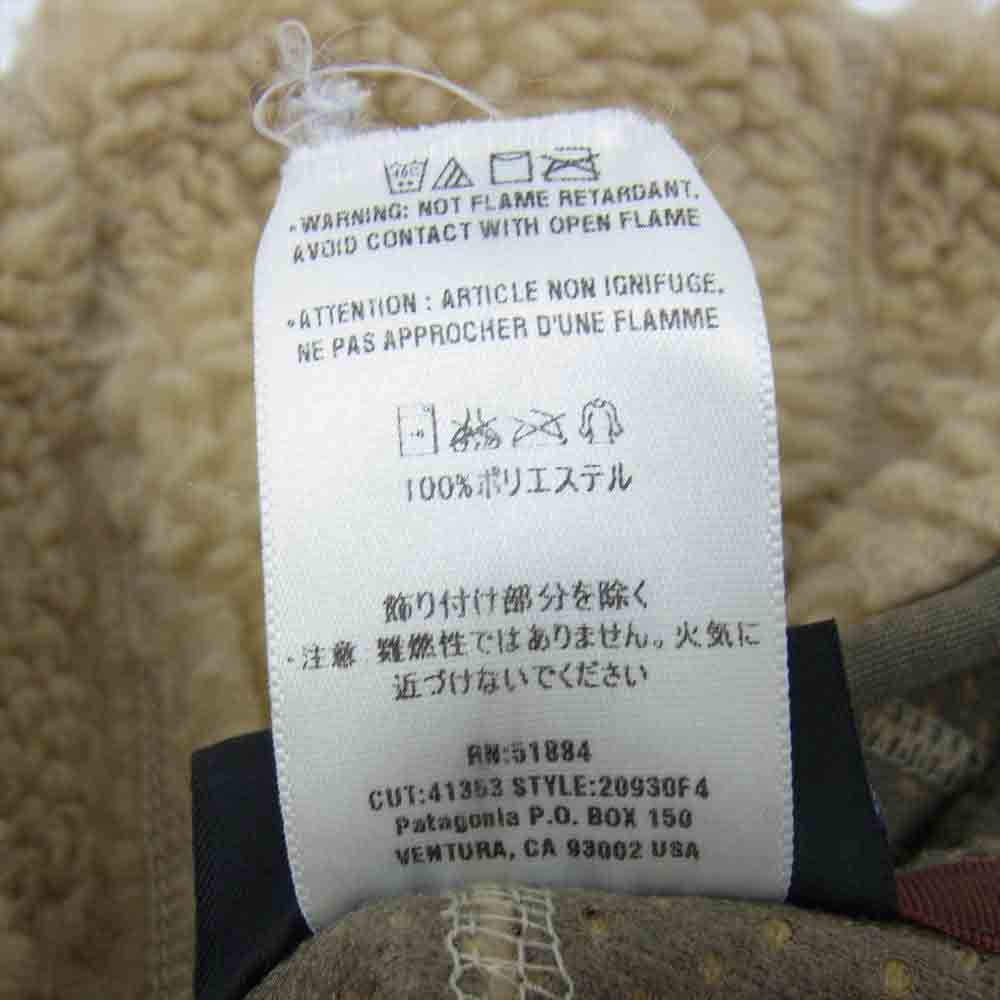 •WARNING: NOT FLAME RETARDANT.
AVOID CONTACT WITH OPEN FLAME
•ATTENTION : ARTICLE NON IGNIFUGE.
NE PAS APPROCHER D'UNE FLAMME
100%ポリエステル
飾り付け部分を除く
・注意 難燃性ではありません。火気に
近づけないでください
RN:51884
CUT:41353 STYLE:20930F4
Patagonia P.O. BOX 150
VENTURA, CA 93002 USA